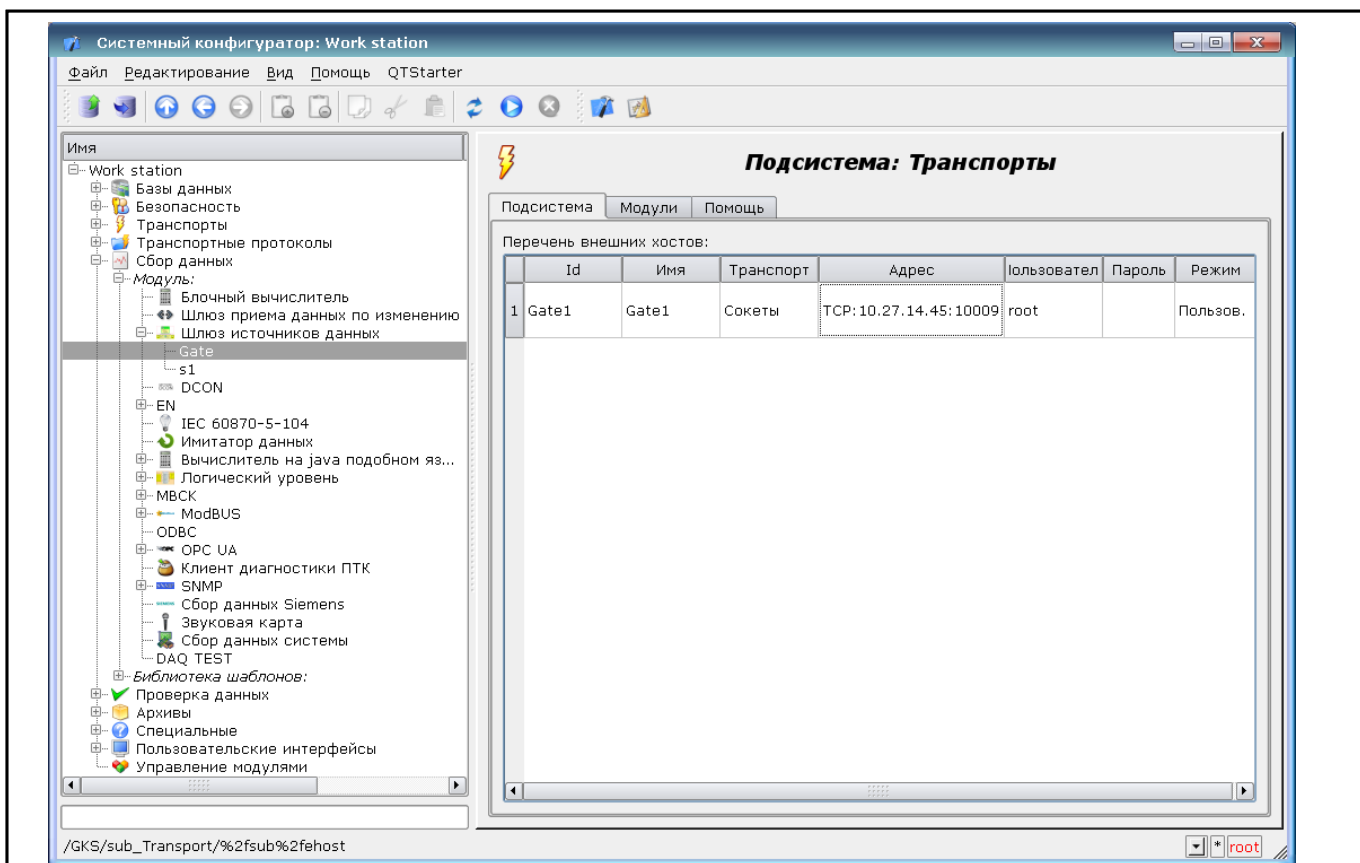 Системный конфигуратор: Work station
Файл Редактирование Вид Помощь QTStarter
Имя
Work station
Базы данных
Безопасность
Транспорты
Транспортные протоколы
Сбор данных
Модуль:
Блочный вычислитель
Шлюз приема данных по изменению
Шлюз источников данных
Gate
s1
DCON
EN
IEC 60870-5-104
Имитатор данных
Вычислитель на java подобном яз...
Логический уровень
МВСК
ModBUS
ODBC
OPC UA
Клиент диагностики ПТК
SNMP
Сбор данных Siemens
Звуковая карта
Сбор данных системы
DAQ TEST
Библиотека шаблонов:
Проверка данных
Архивы
Специальные
Пользовательские интерфейсы
Управление модулями
Подсистема: Транспорты
Подсистема Модули Помощь
Перечень внешних хостов:
Id Имя Транспорт Адрес Iользовател Пароль Режим
1 Gate1 Gate1 Сокеты TCP:10.27.14.45:10009 root Пользов.
/GKS/sub_Transport/%2fsub%2fehost
* root